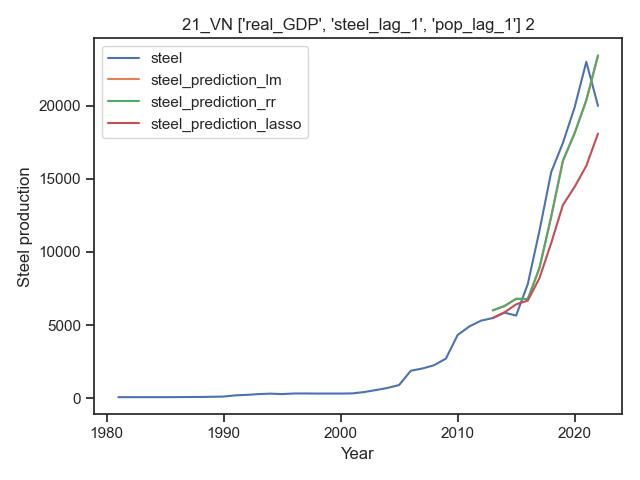 21_VN ['real_GDP', 'steel_lag_1', 'pop_lag_1'] 2
steel
steel_prediction_lm
steel_prediction_rr
steel_prediction_lasso
Steel production
20000
15000
10000
5000
0
1980
1990
2000
2010
2020
Year